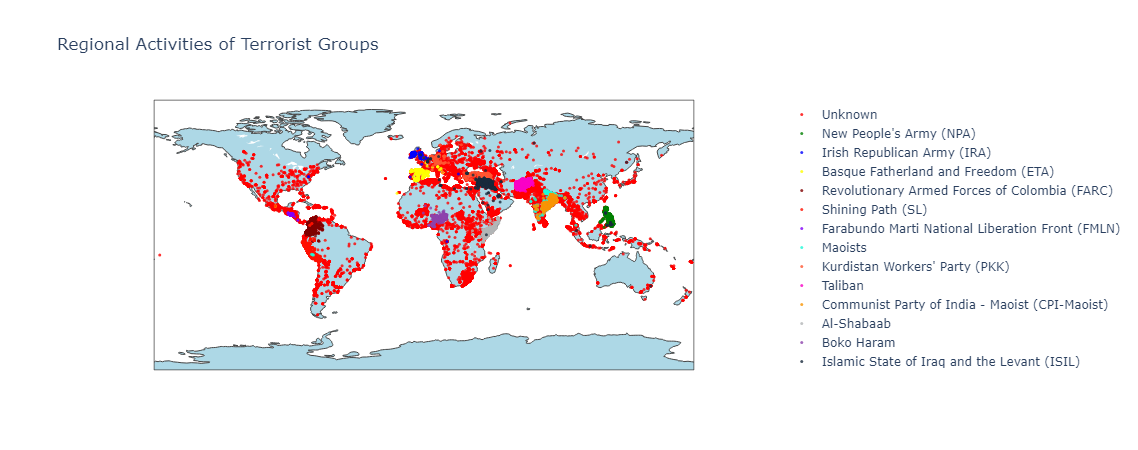 Regional Activities of Terrorist Groups
Unknown
New People's Army (NPA)
Irish Republican Army (IRA)
Basque Fatherland and Freedom (ETA)
Revolutionary Armed Forces of Colombia (FARC)
Shining Path (SL)
Farabundo Marti National Liberation Front (FMLN)
Maoists
Kurdistan Workers' Party (PKK)
Taliban
Communist Party of India - Maoist (CPI-Maoist)
Al-Shabaab
Boko Haram
Islamic State of Iraq and the Levant (ISIL)